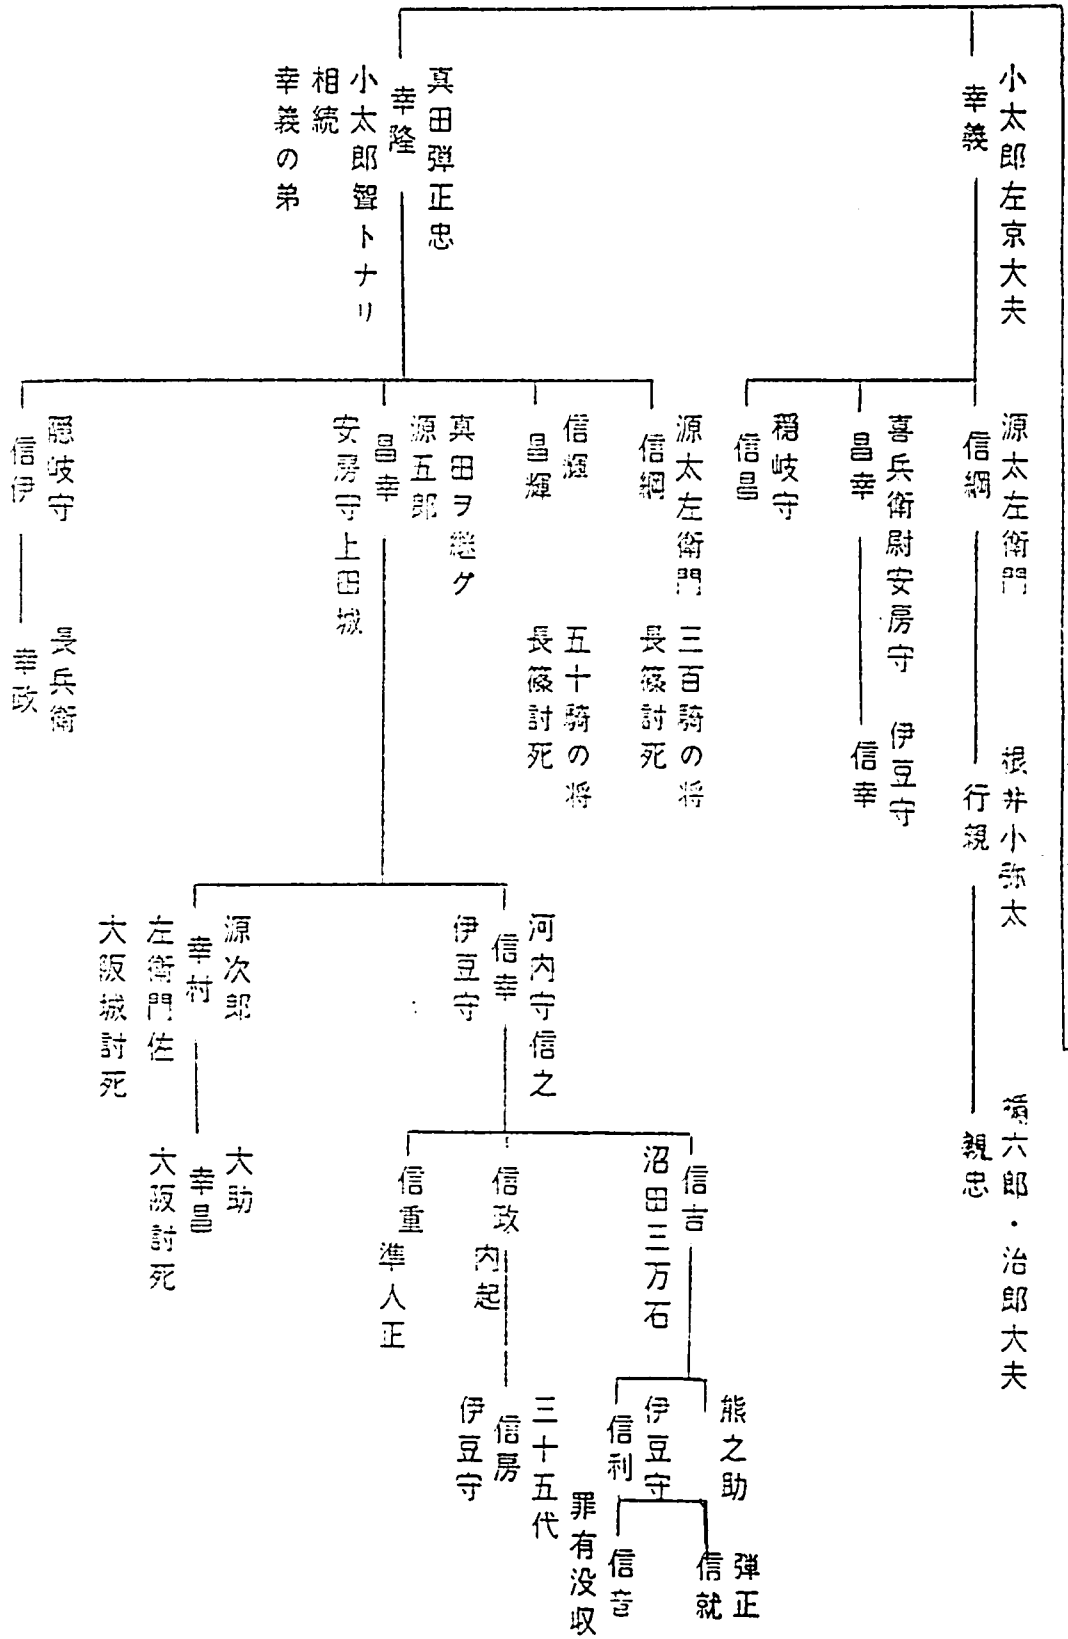 小太郎左京大夫
幸義
真田弾正忠
幸隆
小太郎聟トナリ
相続
幸義の弟
源太左衛門
信綱
根井小弥太
行親
六郎・治郎大夫
親忠
喜兵衛尉安房守
昌幸
伊豆守
信幸
穏岐守
信昌
源太左衛門
信綱
三百騎の将
長篠討死
信輝
昌輝
五十騎の将
長篠討死
真田ヲ継グ
源五郎
昌幸
安房守上田城
隠岐守
信伊
長兵衛
幸政
河内守信之
信幸
伊豆守
源次郎
幸村
左衛門佐
大阪城討死
大助
幸昌
大阪討死
信吉
沼田三万石
信政
内起
信重
準人正
熊之助
伊豆守
信利
三十五代
信房
伊豆守
弾正
信就
信音
罪有没収